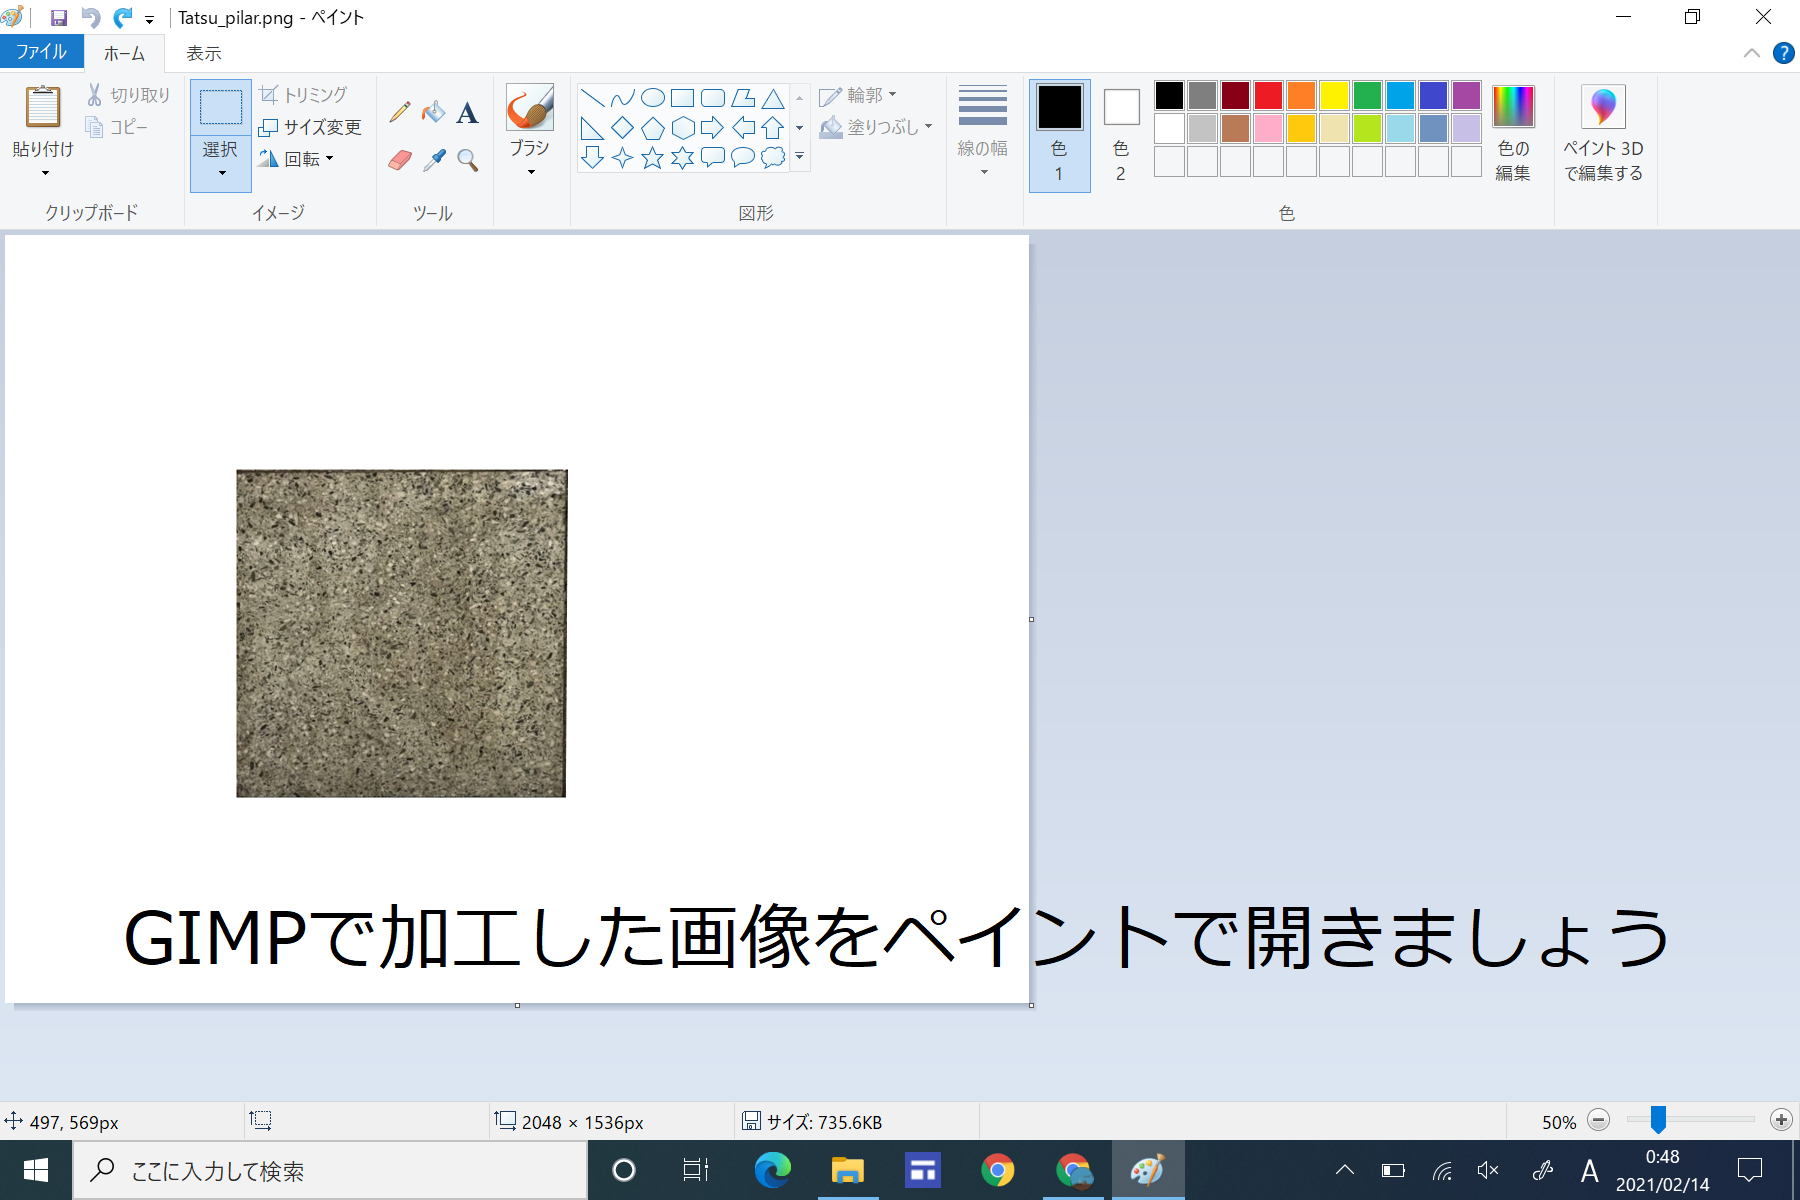 Tatsu_pilar.png - ペイント
ファイル ホーム 表示
貼り付け
切り取り
コピー
クリップボード
選択
トリミング
サイズ変更
回転
イメージ
A
ツール
ブラシ
図形
輪郭
塗りつぶし
線の幅
色
1
色
2
色の
編集
色
ペイント 3D
で編集する
?
GIMPで加工した画像をペイントで開きましょう
497, 569px
2048 × 1536px
サイズ: 735.6KB
50%
ここに入力して検索
A
0:48
2021/02/14